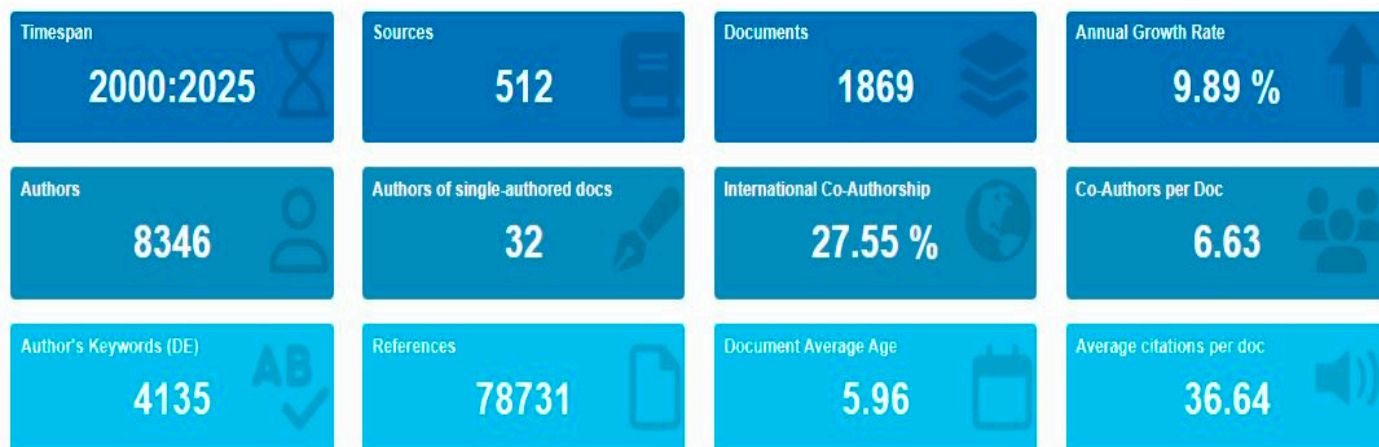 Timespan
2000:2025
Sources
512
Documents
1869
Annual Growth Rate
9.89 %
Authors
8346
Authors of single-authored docs
32
International Co-Authorship
27.55 %
Co-Authors per Doc
6.63
Author's Keywords (DE)
4135
AB
References
78731
Document Average Age
5.96
Average citations per doc
36.64